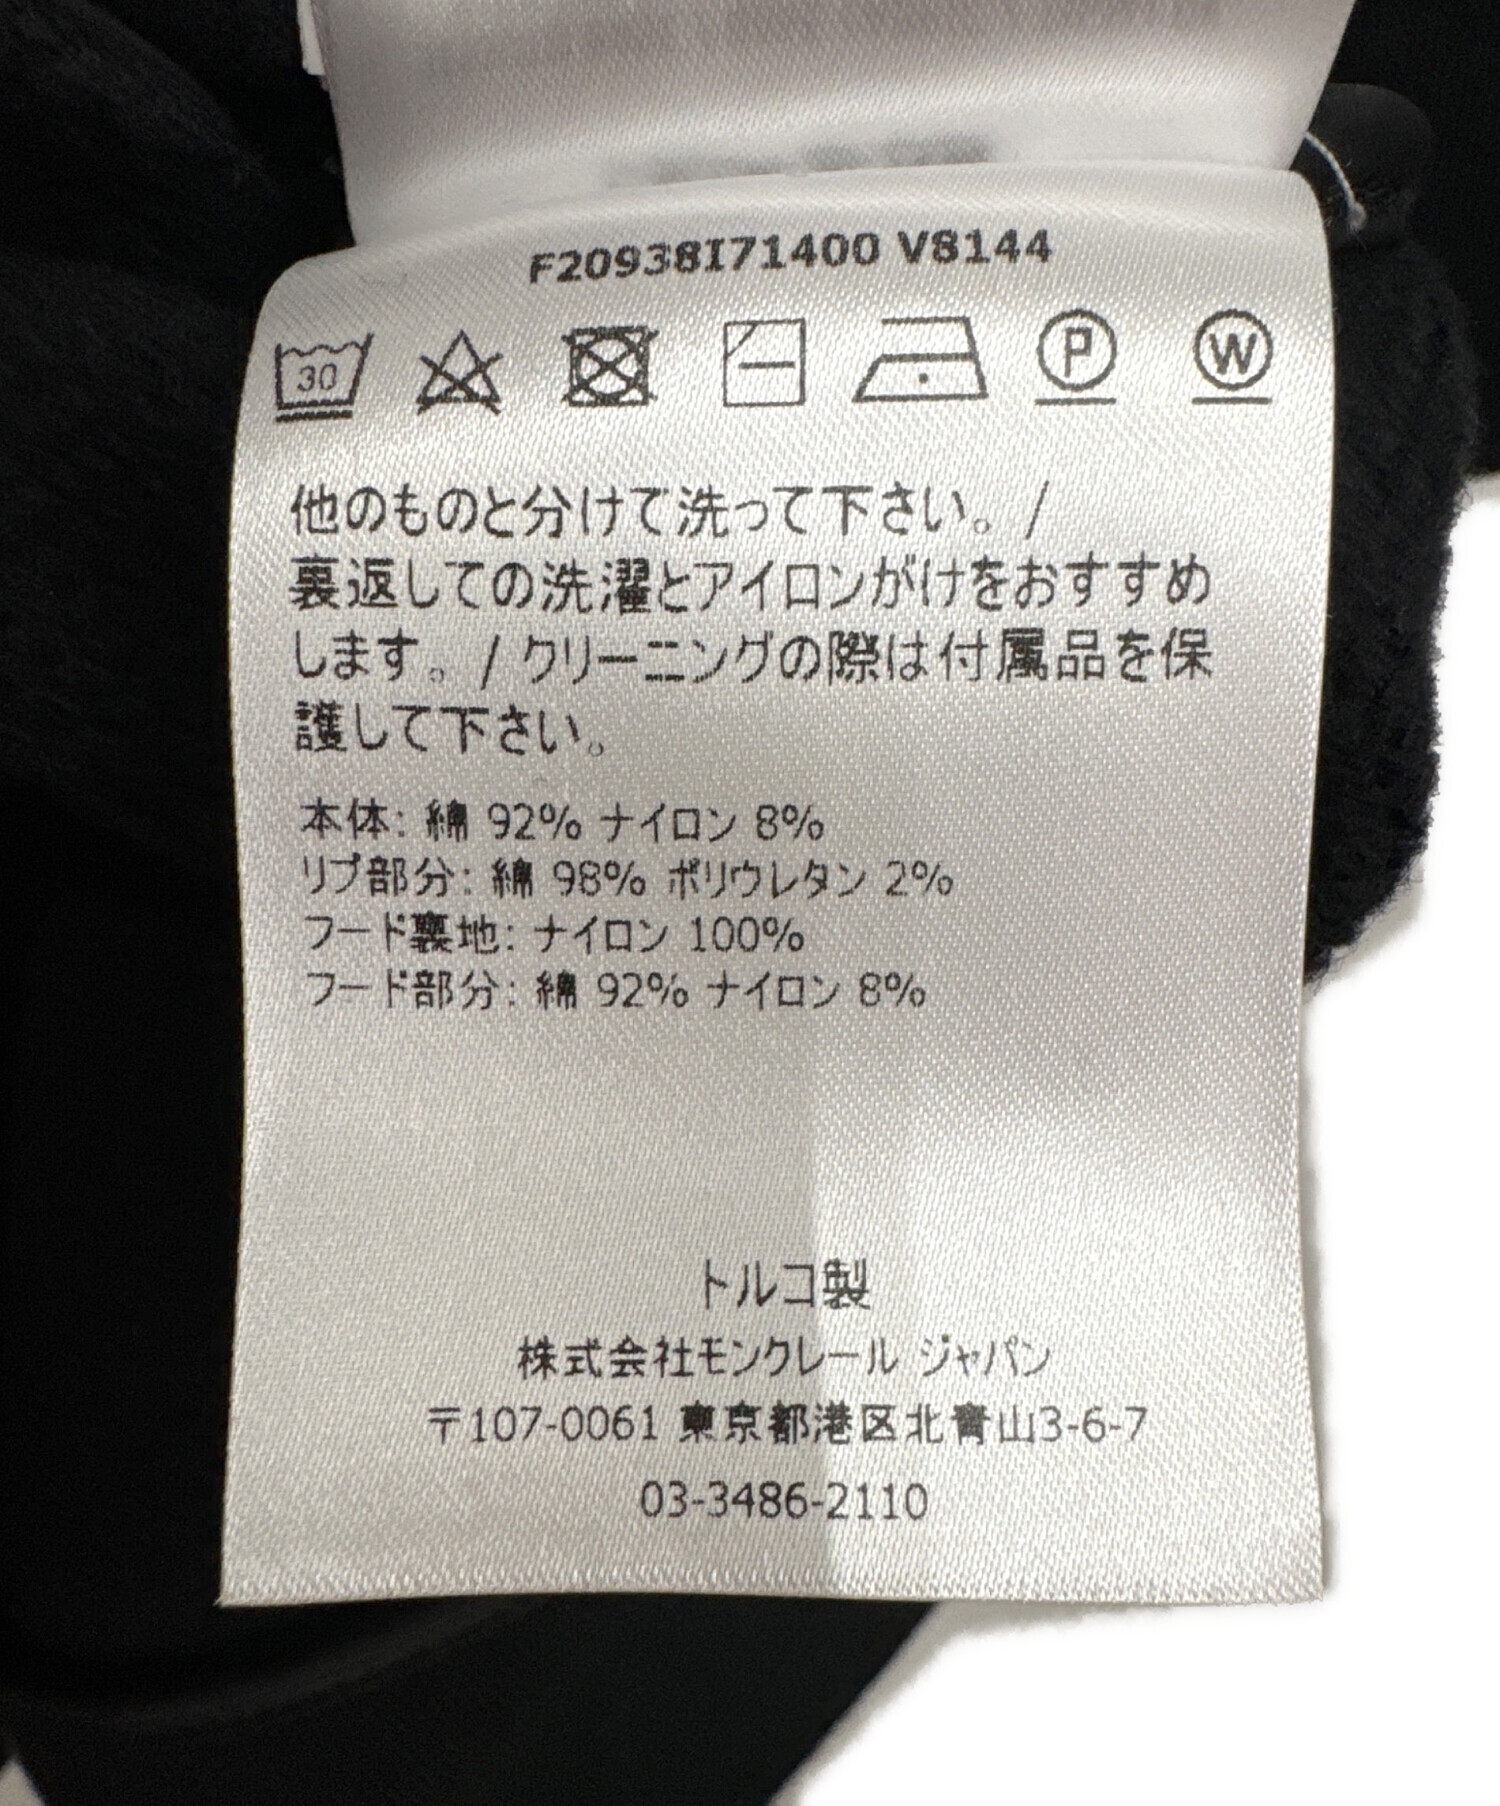 F20938I71400 V8144
30
P
W
他のものと分けて洗って下さい。/
裏返しての洗濯とアイロンがけをおすすめ
します。/ クリーニングの際は付属品を保
護して下さい。
本体: 綿 92% ナイロン 8%
リブ部分: 綿 98% ポリウレタン 2%
フード裏地: ナイロン 100%
フード部分: 綿 92% ナイロン 8%
トルコ製
株式会社モンクレール ジャパン
〒107-0061 東京都港区北青山3-6-7
03-3486-2110